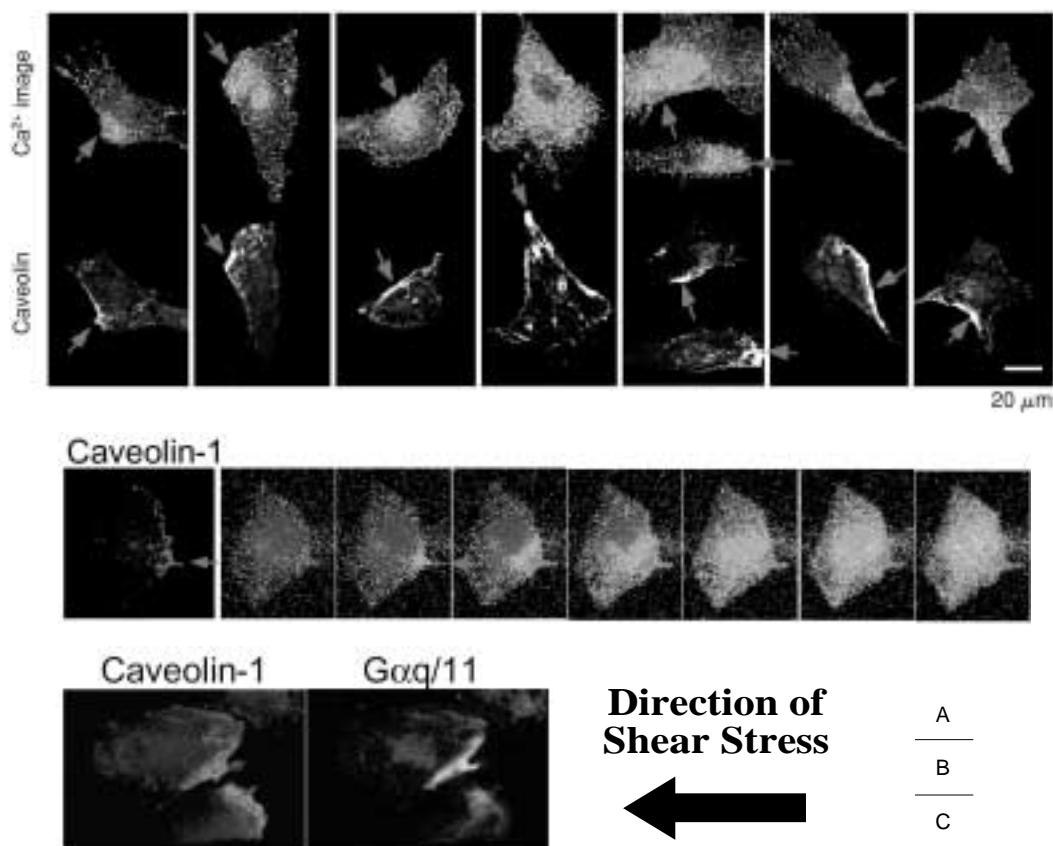 Ca²⁺ image
Caveolin
20 μm
Caveolin-1
Caveolin-1 Gαq/11
Direction of
Shear Stress
A
B
C